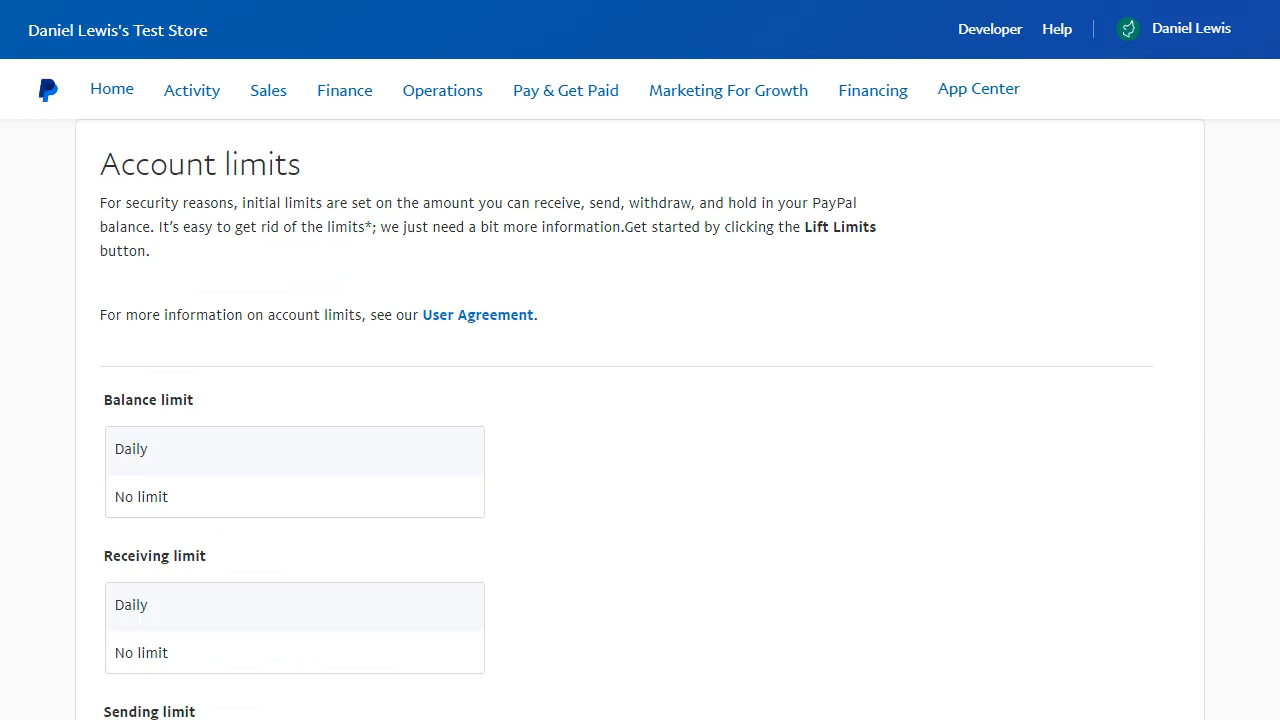 Daniel Lewis's Test Store
Developer
Help
Daniel Lewis
Home
Activity
Sales
Finance
Operations
Pay & Get Paid
Marketing For Growth
Financing
App Center
Account limits
For security reasons, initial limits are set on the amount you can receive, send, withdraw, and hold in your PayPal
balance. It’s easy to get rid of the limits*; we just need a bit more information.Get started by clicking the Lift Limits
button.
For more information on account limits, see our User Agreement.
Balance limit
Daily
No limit
Receiving limit
Daily
No limit
Sending limit